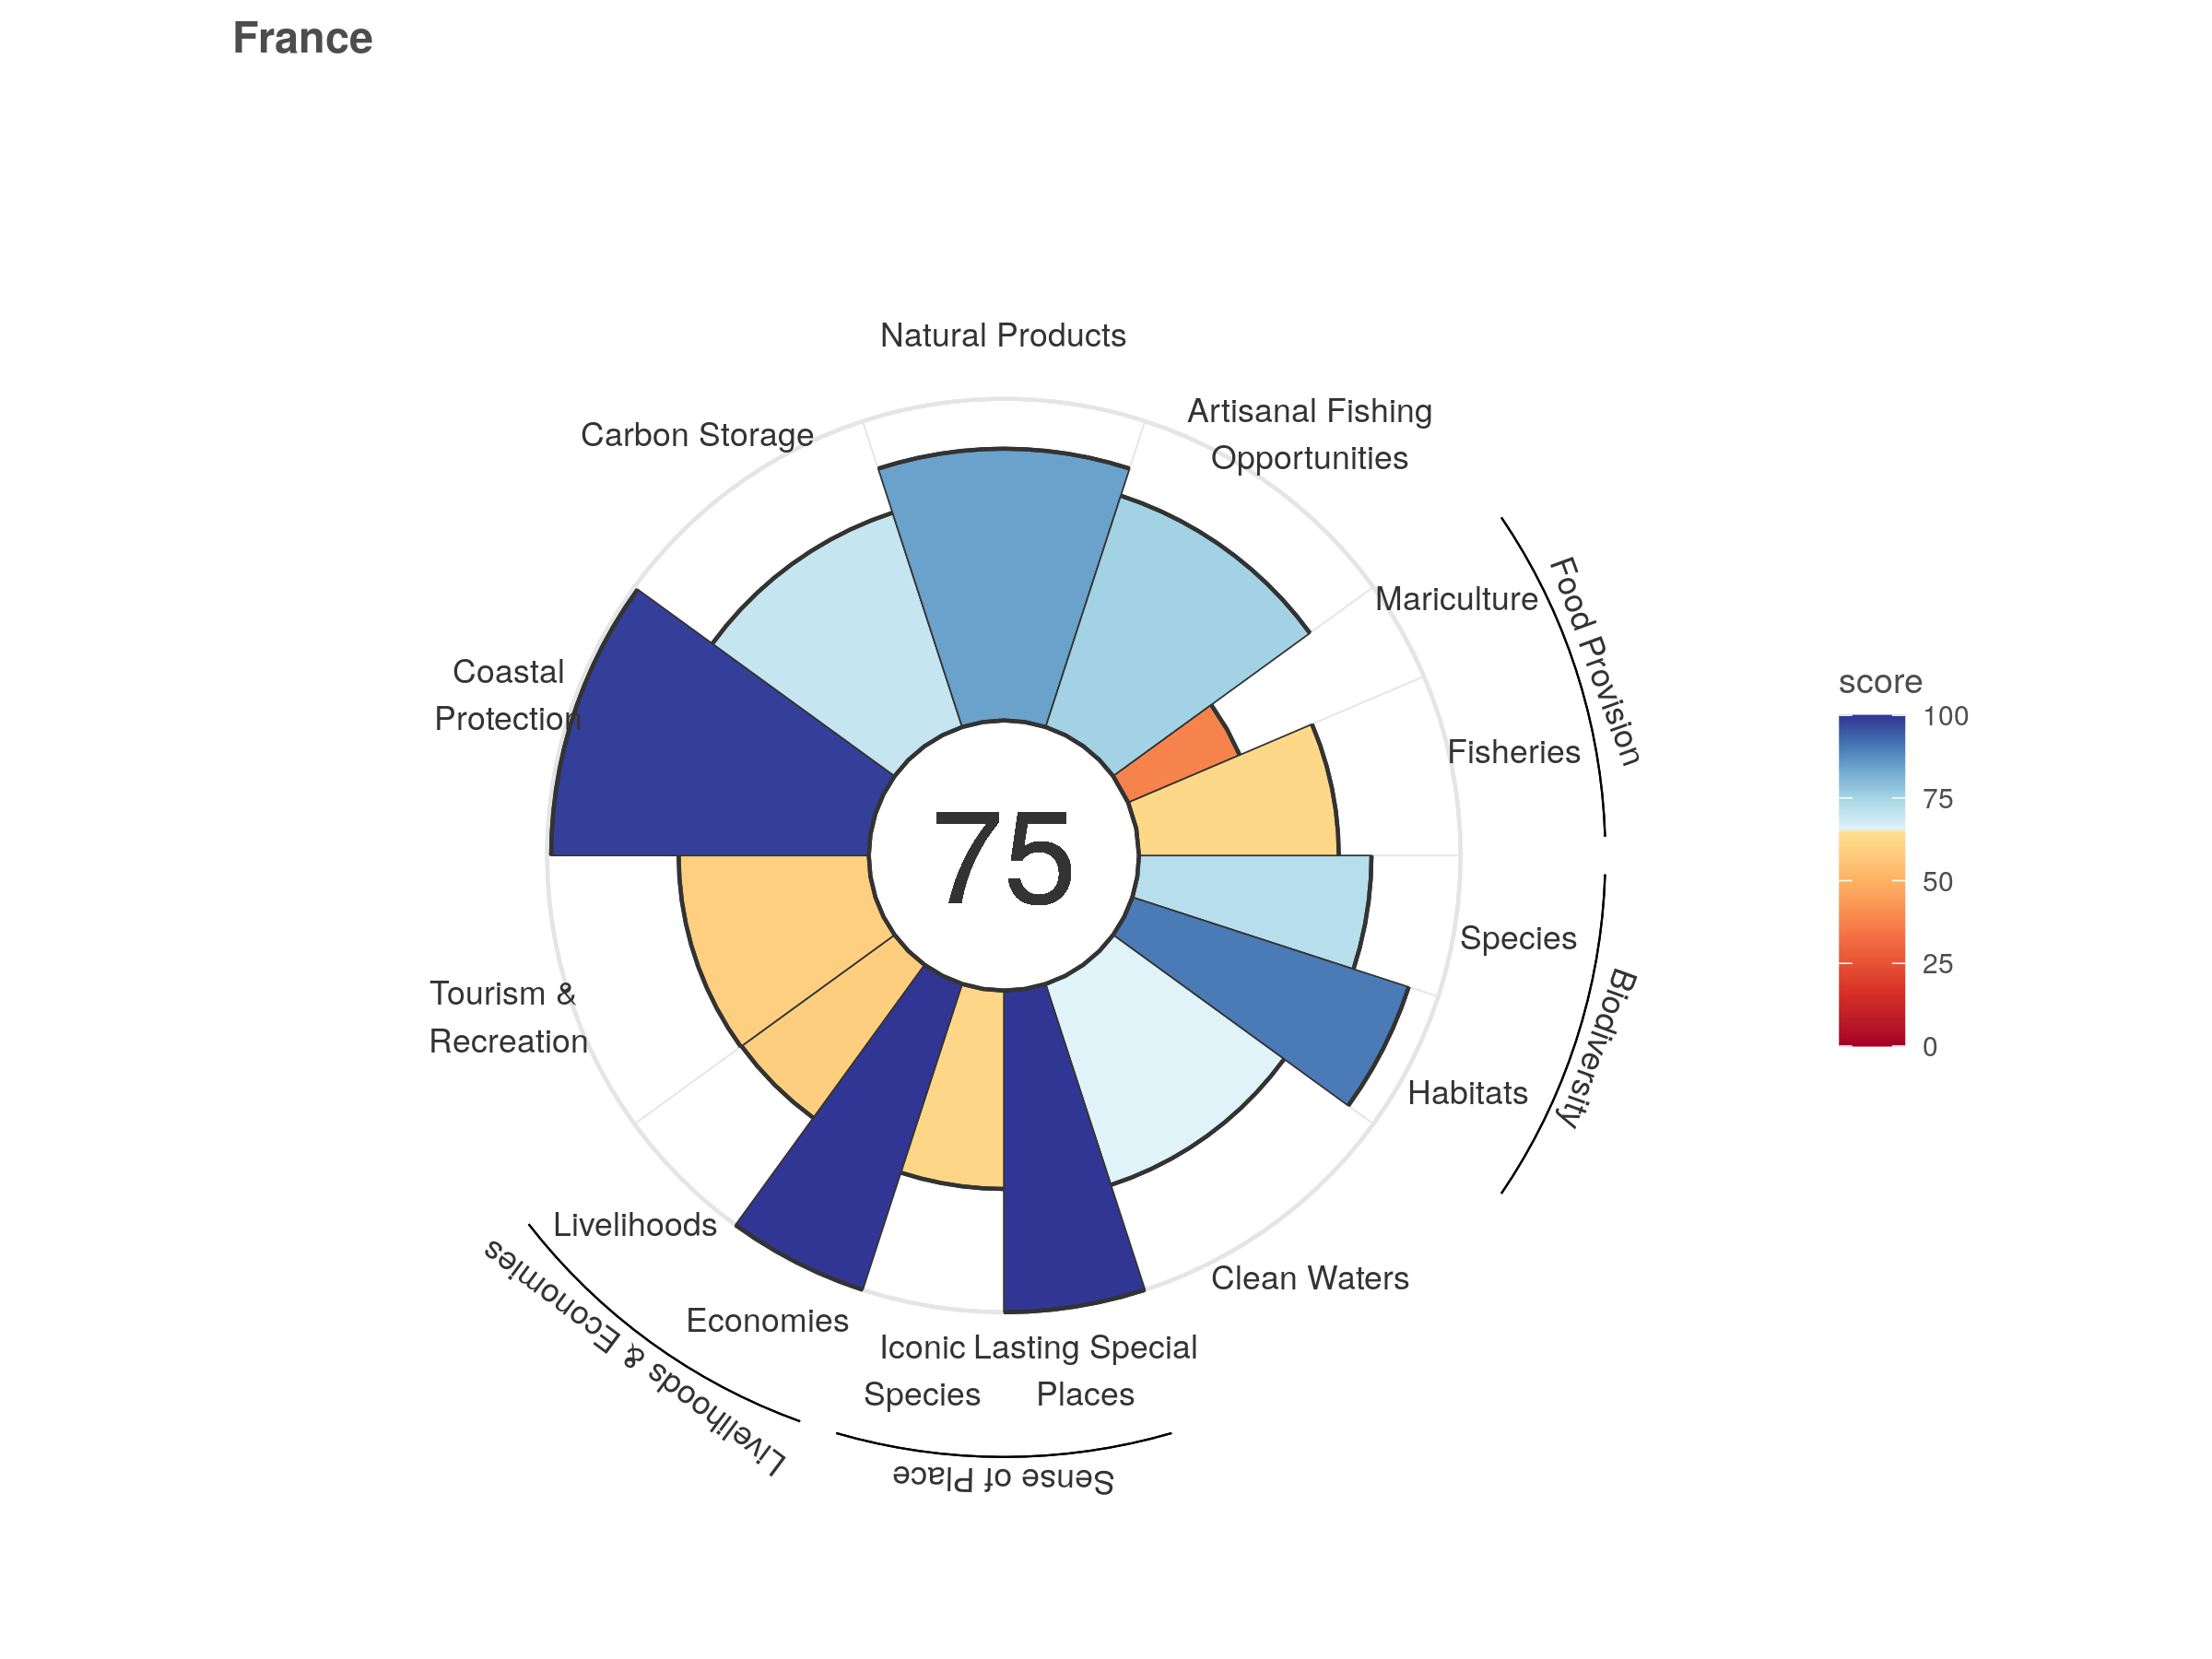 France
Natural Products
Artisanal Fishing
Opportunities
Carbon Storage
Mariculture
Food Provision
Coastal
Protection
Fisheries
75
score
100
75
50
25
0
Species
Biodiversity
Tourism &
Recreation
Habitats
Livelihoods
Clean Waters
Economies
Iconic
Species
Lasting Special
Places
Livelihoods & Economies
Sense of Place